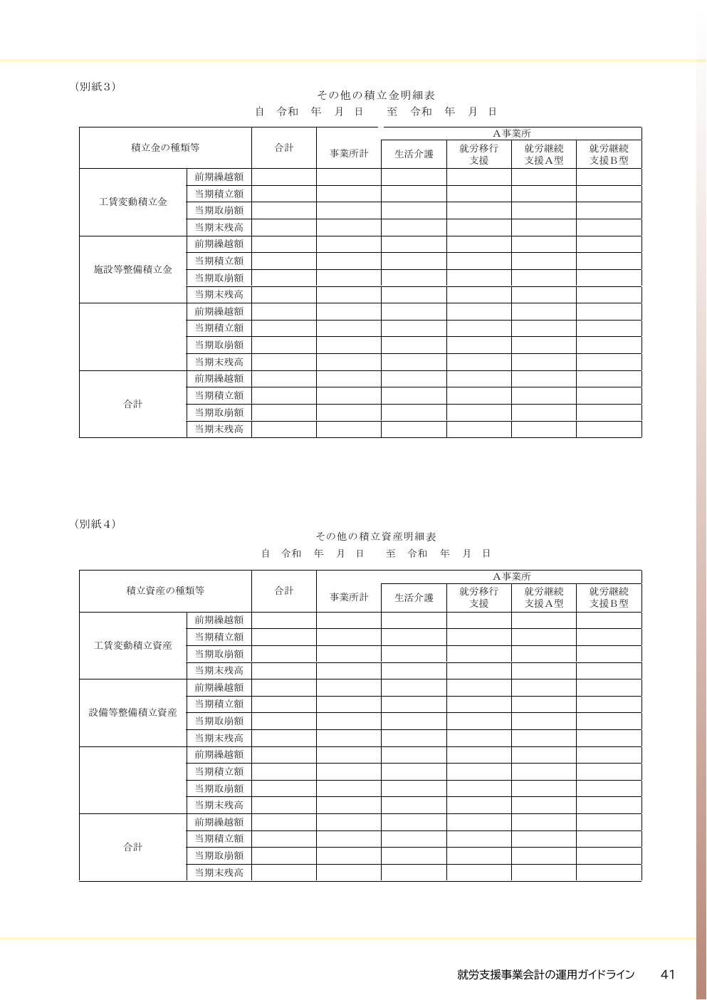 （別紙３）
その他の積立金明細表
自　令和　年　月　日　　至　令和　年　月　日
積立金の種類等　合計　Ａ事業所
事業所計　生活介護　就労移行支援　就労継続支援Ａ型　就労継続支援Ｂ型
工賃変動積立金
前期繰越額
当期積立額
当期取崩額
当期末残高
施設等整備積立金
前期繰越額
当期積立額
当期取崩額
当期末残高
前期繰越額
当期積立額
当期取崩額
当期末残高
合計
前期繰越額
当期積立額
当期取崩額
当期末残高
（別紙４）
その他の積立資産明細表
自　令和　年　月　日　　至　令和　年　月　日
積立資産の種類等　合計　Ａ事業所
事業所計　生活介護　就労移行支援　就労継続支援Ａ型　就労継続支援Ｂ型
工賃変動積立資産
前期繰越額
当期積立額
当期取崩額
当期末残高
設備等整備積立資産
前期繰越額
当期積立額
当期取崩額
当期末残高
前期繰越額
当期積立額
当期取崩額
当期末残高
合計
前期繰越額
当期積立額
当期取崩額
当期末残高
就労支援事業会計の運用ガイドライン　41